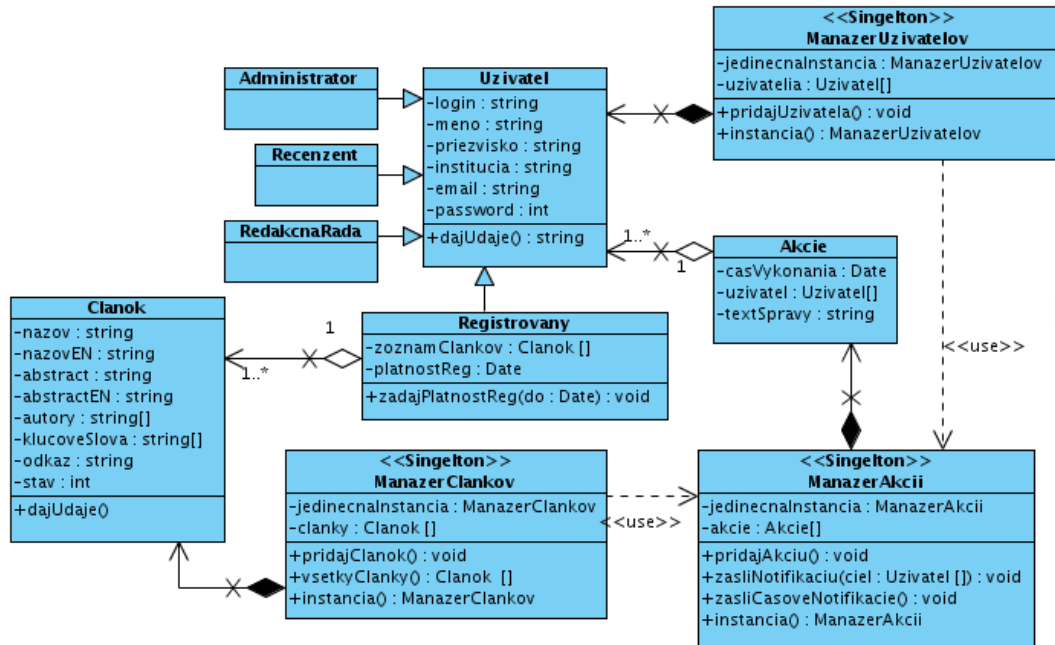 <<Singelton>>
ManazerUzivatelov
-jedinecnaInstancia : ManazerUzivatelov
-uzivatelia : Uzivatel[]
+pridajUzivatela() : void
+instancia() : ManazerUzivatelov
Administrator
Recenzent
RedakcnaRada
Uzivatel
-login : string
-meno : string
-priezvisko : string
-institucia : string
-email : string
-password : int
+dajUdaje() : string
1..*
1
Akcie
-casVykonania : Date
-uzivatel : Uzivatel[]
-textSpravy : string
<<use>>
Clanok
-nazov : string
-nazovEN : string
-abstract : string
-abstractEN : string
-autory : string[]
-klucoveSlova : string[]
-odkaz : string
-stav : int
+dajUdaje()
1
1..*
Registrovany
-zoznamClankov : Clanok []
-platnostReg : Date
+zadajPlatnostReg(do : Date) : void
<<Singelton>>
ManazerClankov
-jedinecnaInstancia : ManazerClankov
-clanky : Clanok []
+pridajClanok() : void
+vsetkyClanky() : Clanok []
+instancia() : ManazerClankov
<<use>>
<<Singelton>>
ManazerAkcii
-jedinecnaInstancia : ManazerAkcii
-akcie : Akcie[]
+pridajAkciu() : void
+zasliNotifikaciu(ciel : Uzivatel []) : void
+zasliCasoveNotifikacie() : void
+instancia() : ManazerAkcii